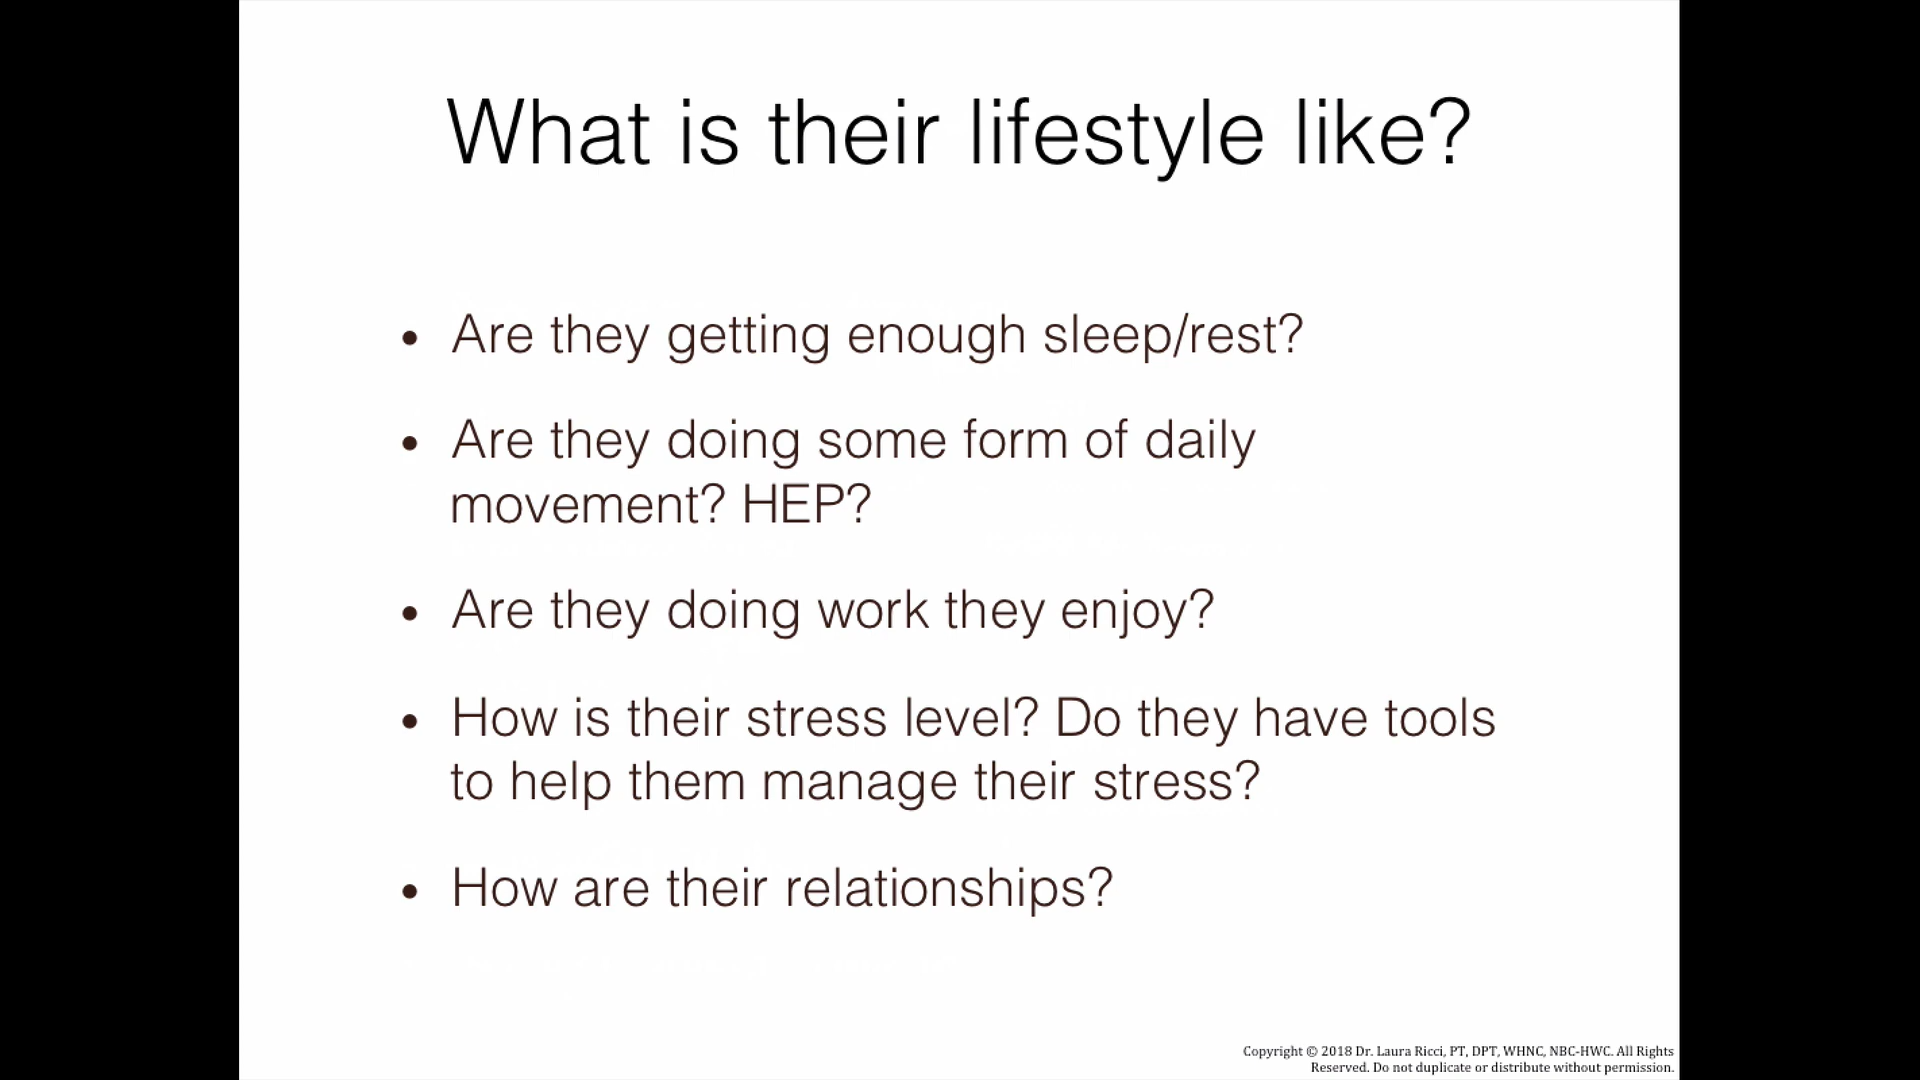 What is their lifestyle like?
• Are they getting enough sleep/rest?
• Are they doing some form of daily
movement? HEP?
• Are they doing work they enjoy?
• How is their stress level? Do they have tools
to help them manage their stress?
• How are their relationships?
Copyright © 2018 Dr. Laura Ricci, PT, DPT, WHNC, NBC-HWC. All Rights
Reserved. Do not duplicate or distribute without permission.